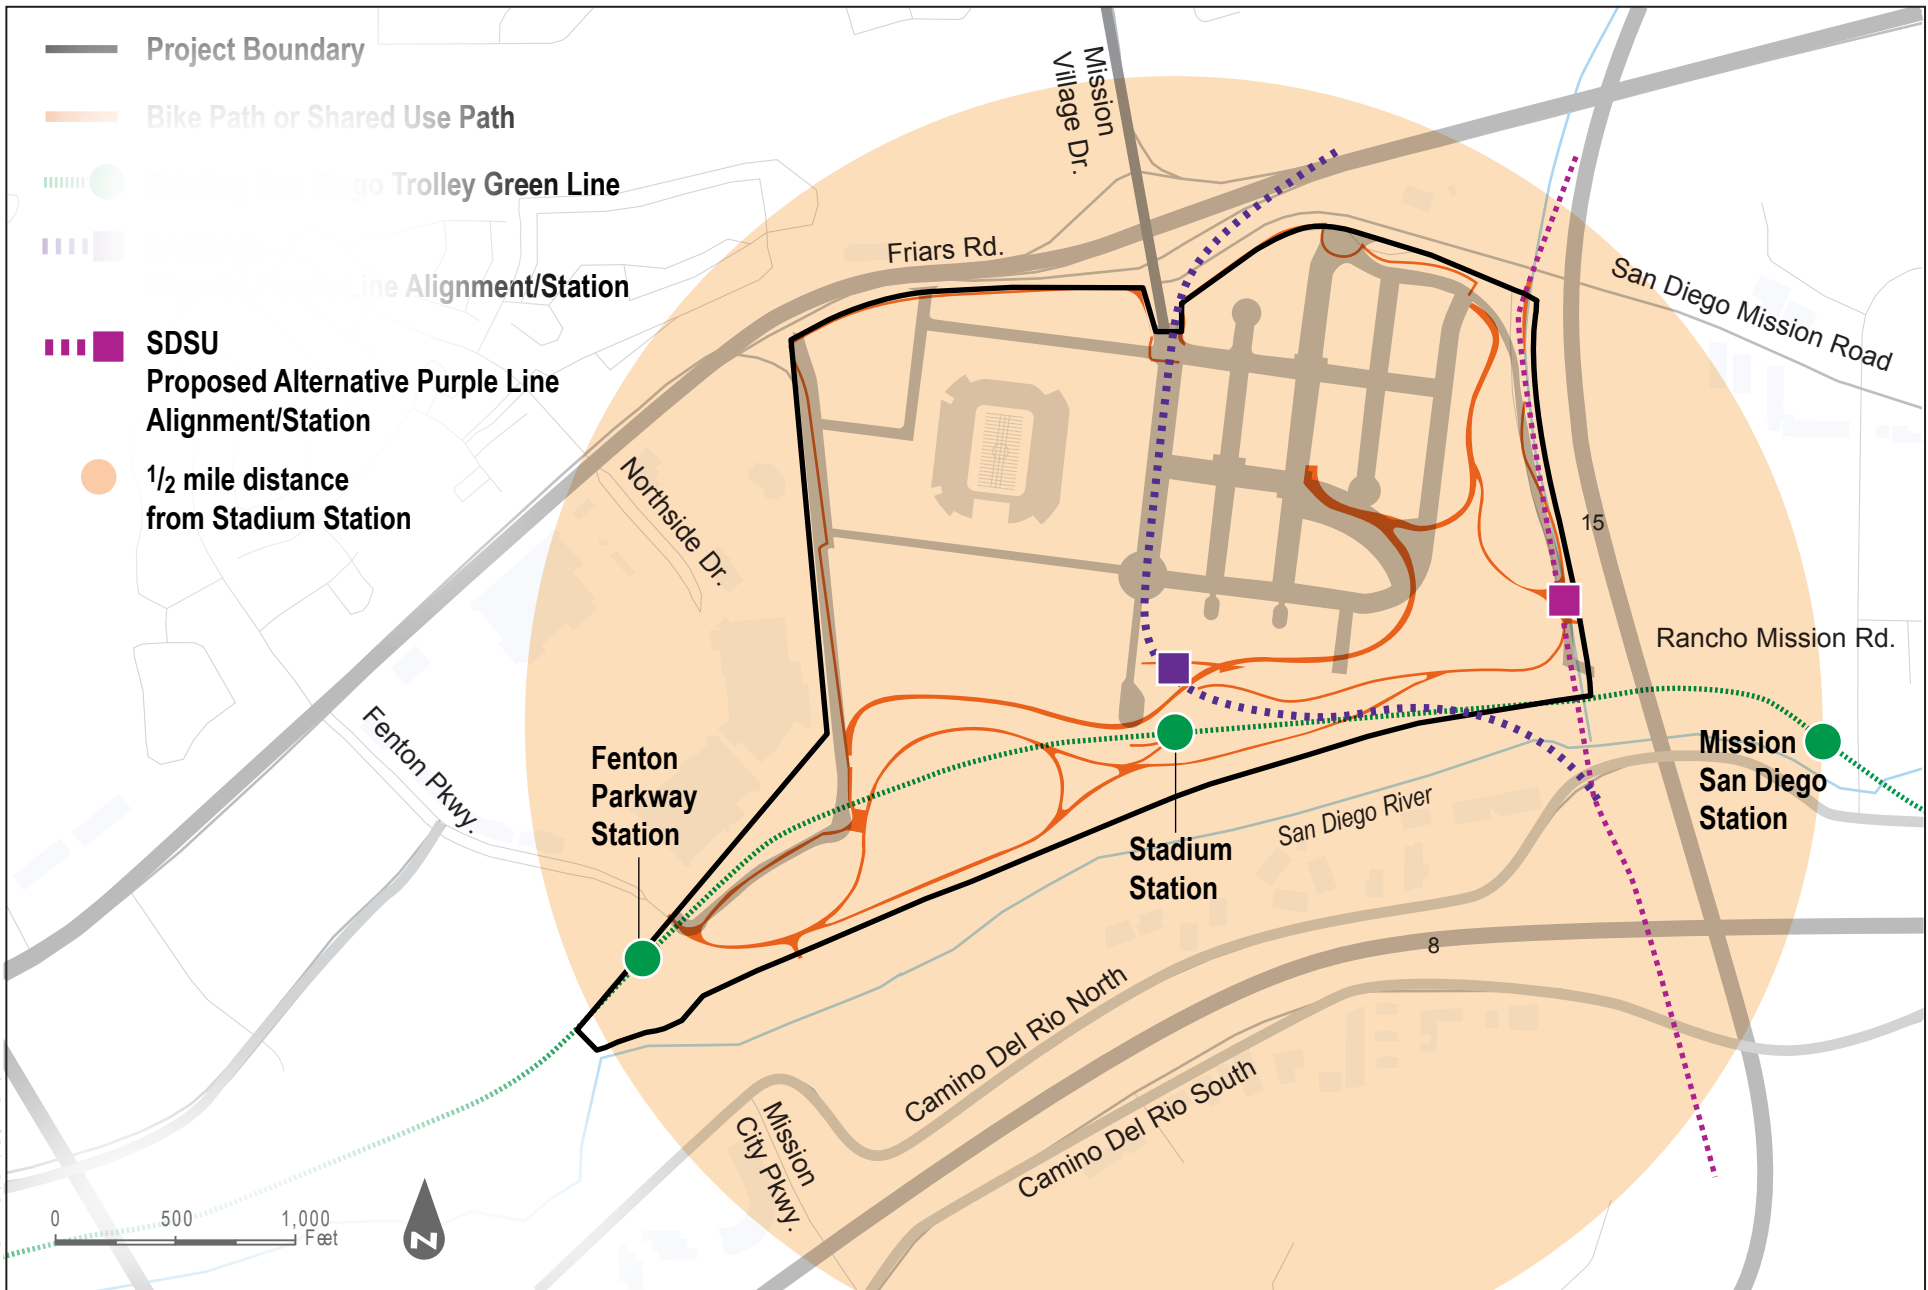 Project Boundary
Bike Path or Shared Use Path
Diego Trolley Green Line
Line Alignment/Station
SDSU
Proposed Alternative Purple Line
Alignment/Station
1/2 mile distance
from Stadium Station
Mission
Village Dr.
Friars Rd.
San Diego Mission Road
Northside Dr.
15
Rancho Mission Rd.
Fenton Pkwy.
Fenton
Parkway
Station
Mission
San Diego
Station
Stadium
Station
San Diego River
8
Camino Del Rio North
Camino Del Rio South
Mission
City Pkwy.
0 500 1,000
Feet
N